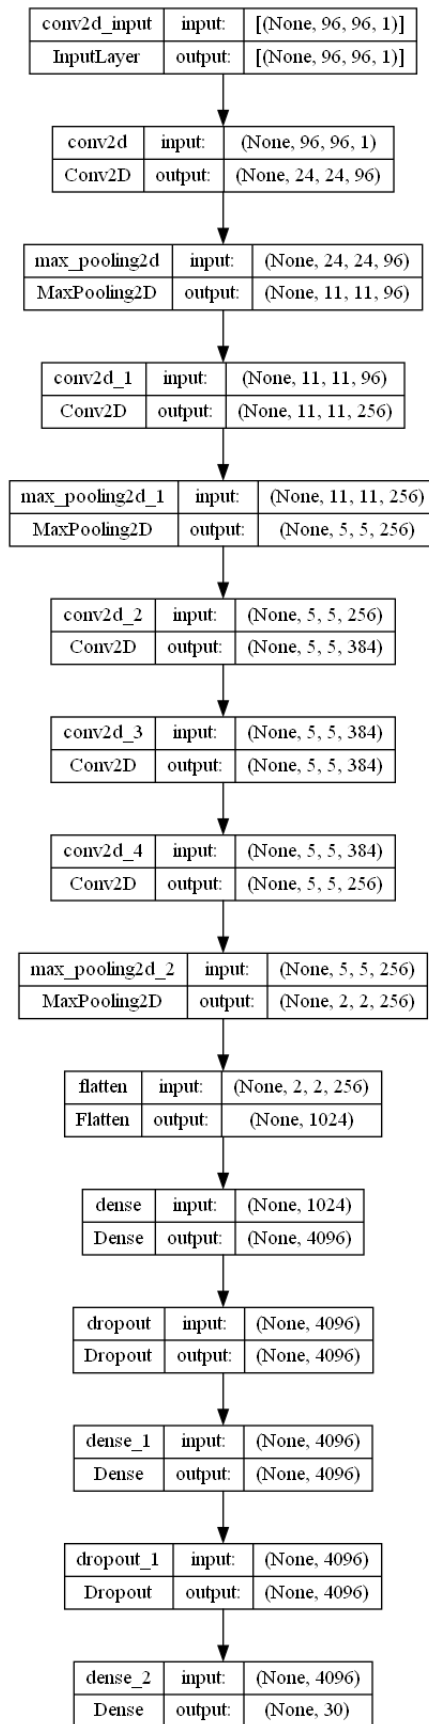 conv2d_input input: [(None, 96, 96, 1)]
InputLayer output: [(None, 96, 96, 1)]
conv2d input: (None, 96, 96, 1)
Conv2D output: (None, 24, 24, 96)
max_pooling2d input: (None, 24, 24, 96)
MaxPooling2D output: (None, 11, 11, 96)
conv2d_1 input: (None, 11, 11, 96)
Conv2D output: (None, 11, 11, 256)
max_pooling2d_1 input: (None, 11, 11, 256)
MaxPooling2D output: (None, 5, 5, 256)
conv2d_2 input: (None, 5, 5, 256)
Conv2D output: (None, 5, 5, 384)
conv2d_3 input: (None, 5, 5, 384)
Conv2D output: (None, 5, 5, 384)
conv2d_4 input: (None, 5, 5, 384)
Conv2D output: (None, 5, 5, 256)
max_pooling2d_2 input: (None, 5, 5, 256)
MaxPooling2D output: (None, 2, 2, 256)
flatten input: (None, 2, 2, 256)
Flatten output: (None, 1024)
dense input: (None, 1024)
Dense output: (None, 4096)
dropout input: (None, 4096)
Dropout output: (None, 4096)
dense_1 input: (None, 4096)
Dense output: (None, 4096)
dropout_1 input: (None, 4096)
Dropout output: (None, 4096)
dense_2 input: (None, 4096)
Dense output: (None, 30)